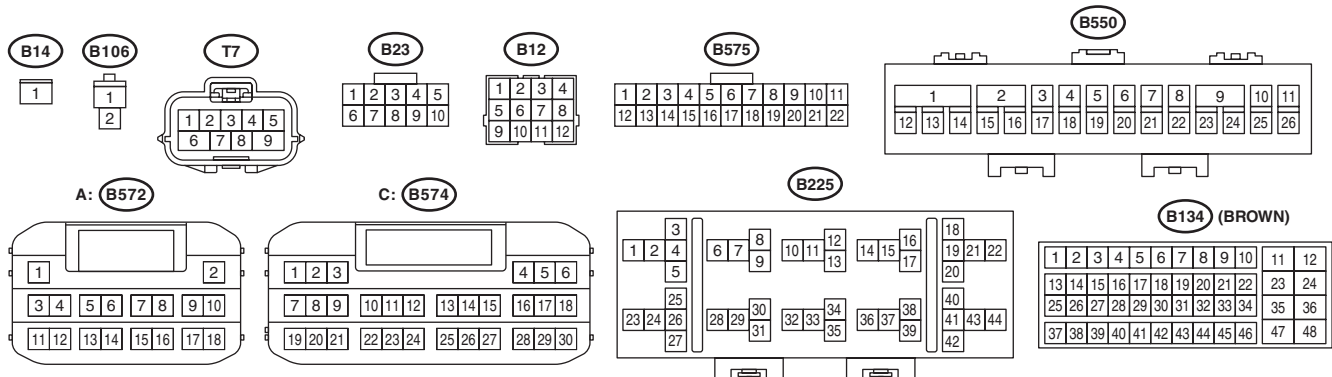 B14 B106 T7 B23 B12 B575 B550
1
1
2
1 2 3 4 5
6 7 8 9
1 2 3 4 5
6 7 8 9 10
1 2 3 4
5 6 7 8
9 10 11 12
1 2 3 4 5 6 7 8 9 10 11
12 13 14 15 16 17 18 19 20 21 22
1 2 3 4 5 6 7 8 9 10 11
12 13 14 15 16 17 18 19 20 21 22 23 24 25 26
A: B572
1 2
3 4 5 6 7 8 9 10
11 12 13 14 15 16 17 18
C: B574
1 2 3 4 5 6
7 8 9 10 11 12 13 14 15 16 17 18
19 20 21 22 23 24 25 26 27 28 29 30
B225
3 8 12 16 18
1 2 4 6 7 10 11 14 15 19 21 22
5 9 13 17 20
25 30 34 38 40
23 24 26 28 29 32 33 36 37 41 43 44
27 31 35 39 42
B134 (BROWN)
1 2 3 4 5 6 7 8 9 10 11 12
13 14 15 16 17 18 19 20 21 22 23 24
25 26 27 28 29 30 31 32 33 34 35 36
37 38 39 40 41 42 43 44 45 46 47 48